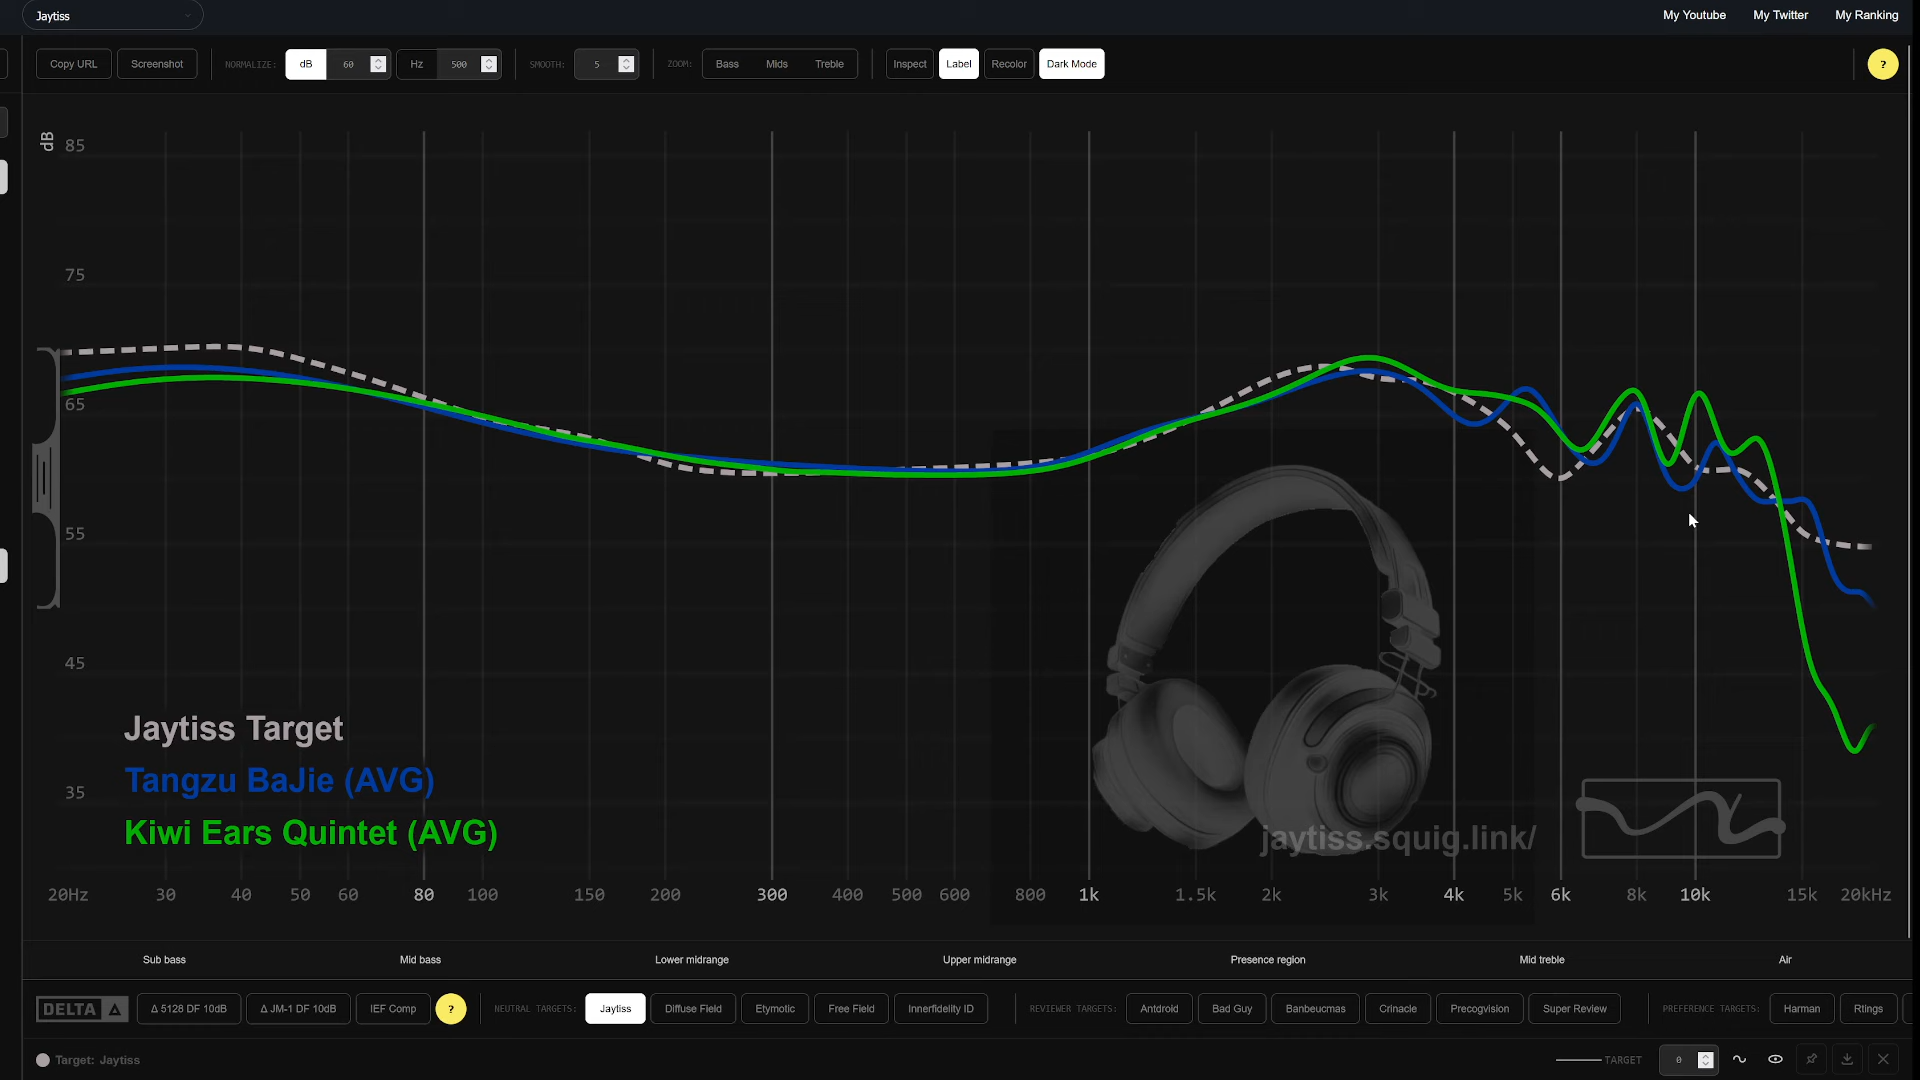 Jaytiss
My Youtube My Twitter My Ranking
Copy URL Screenshot NORMALIZE: dB 60 Hz 500 SMOOTH: 5 ZOOM: Bass Mids Treble Inspect Label Recolor Dark Mode ?
dB
85
75
65
55
45
35
Jaytiss Target
Tangzu BaJie (AVG)
Kiwi Ears Quintet (AVG)
jaytiss.squig.link/
20Hz 30 40 50 60 80 100 150 200 300 400 500 600 800 1k 1.5k 2k 3k 4k 5k 6k 8k 10k 15k 20kHz
Sub bass Mid bass Lower midrange Upper midrange Presence region Mid treble Air
DELTA Δ Δ 5128 DF 10dB Δ JM-1 DF 10dB IEF Comp ? NEUTRAL TARGETS: Jaytiss Diffuse Field Etymotic Free Field Innerfidelity ID REVIEWER TARGETS: Antdroid Bad Guy Banbeucmas Crinacle Precogvision Super Review PREFERENCE TARGETS: Harman Rtings
Target: Jaytiss TARGET 0